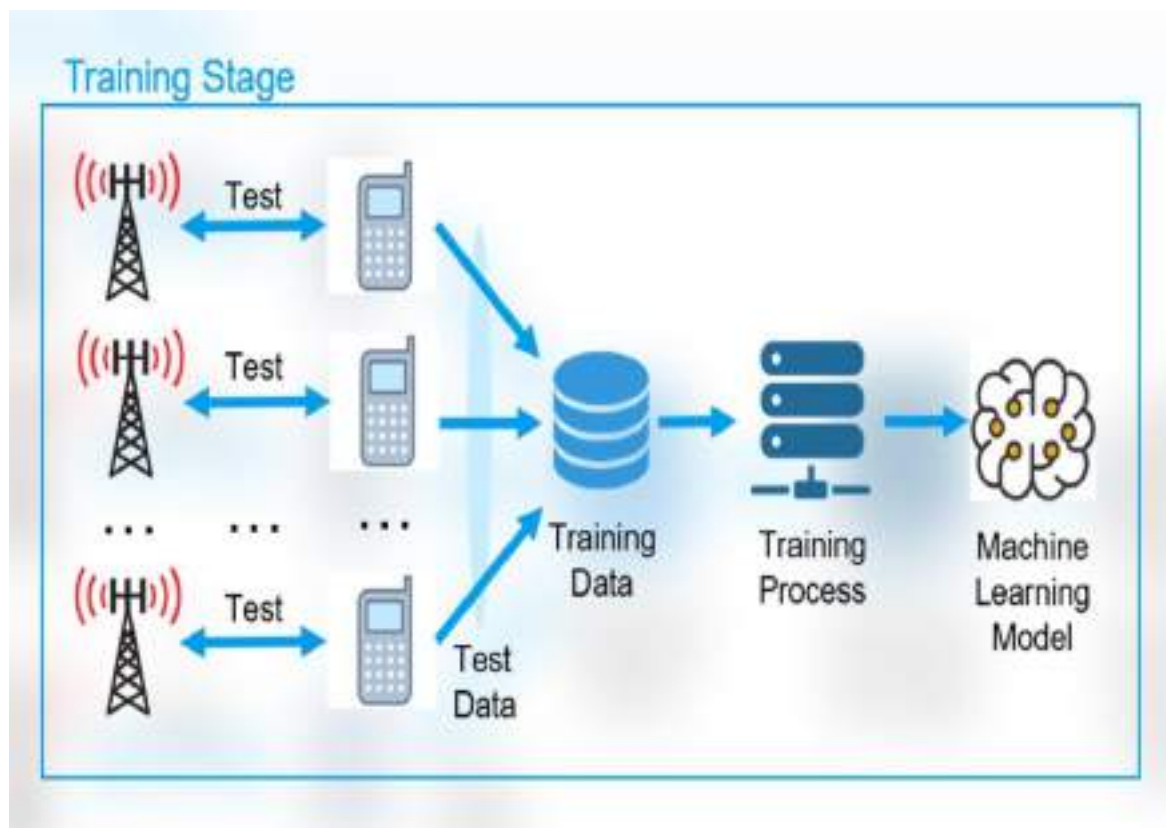 Training Stage
Test
Test
... ... ...
Test
Test
Data
Training
Data
Training
Process
Machine
Learning
Model